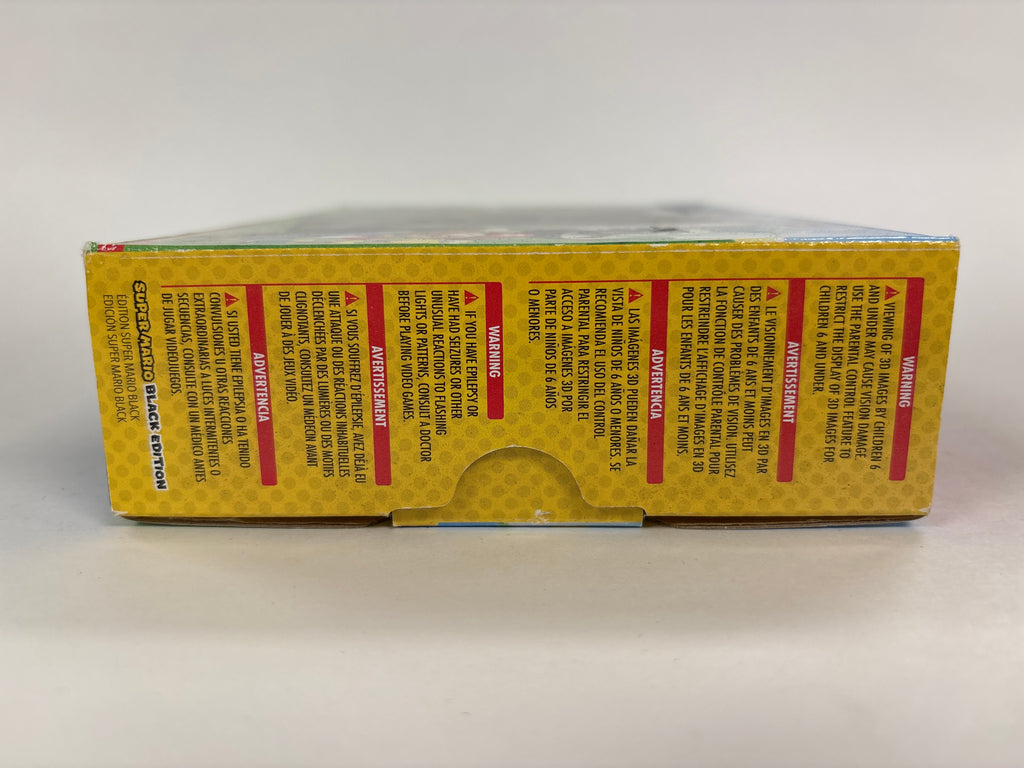 WARNING
⚠ VIEWING OF 3D IMAGES BY CHILDREN 6
AND UNDER MAY CAUSE VISION DAMAGE.
USE THE PARENTAL CONTROL FEATURE TO
RESTRICT THE DISPLAY OF 3D IMAGES FOR
CHILDREN 6 AND UNDER.
AVERTISSEMENT
⚠ LE VISIONNEMENT D'IMAGES EN 3D PAR
DES ENFANTS DE 6 ANS ET MOINS PEUT
CAUSER DES PROBLÈMES DE VISION. UTILISEZ
LA FONCTION DE CONTRÔLE PARENTAL POUR
RESTREINDRE L'AFFICHAGE D'IMAGES EN 3D
POUR LES ENFANTS DE 6 ANS ET MOINS.
ADVERTENCIA
⚠ LAS IMÁGENES 3D PUEDEN DAÑAR LA
VISTA DE NIÑOS DE 6 AÑOS O MENORES. SE
RECOMIENDA EL USO DEL CONTROL
PARENTAL PARA RESTRINGIR EL
ACCESO A IMÁGENES 3D POR
PARTE DE NIÑOS DE 6 AÑOS
O MENORES.
WARNING
⚠ IF YOU HAVE EPILEPSY OR
HAVE HAD SEIZURES OR OTHER
UNUSUAL REACTIONS TO FLASHING
LIGHTS OR PATTERNS, CONSULT A DOCTOR
BEFORE PLAYING VIDEO GAMES.
AVERTISSEMENT
⚠ SI VOUS SOUFFREZ D'ÉPILEPSIE, AVEZ DÉJÀ EU
UNE ATTAQUE OU DES RÉACTIONS INHABITUELLES
DÉCLENCHÉES PAR DES LUMIÈRES OU DES MOTIFS
CLIGNOTANTS, CONSULTEZ UN MÉDECIN AVANT
DE JOUER À DES JEUX VIDÉO.
ADVERTENCIA
⚠ SI USTED TIENE EPILEPSIA O HA TENIDO
CONVULSIONES U OTRAS REACCIONES
EXTRAORDINARIAS A LUCES INTERMITENTES O
SECUENCIAS, CONSULTE CON UN MÉDICO ANTES
DE JUGAR VIDEOJUEGOS.
SUPER MARIO BLACK EDITION
ÉDITION SUPER MARIO BLACK
EDICIÓN SUPER MARIO BLACK